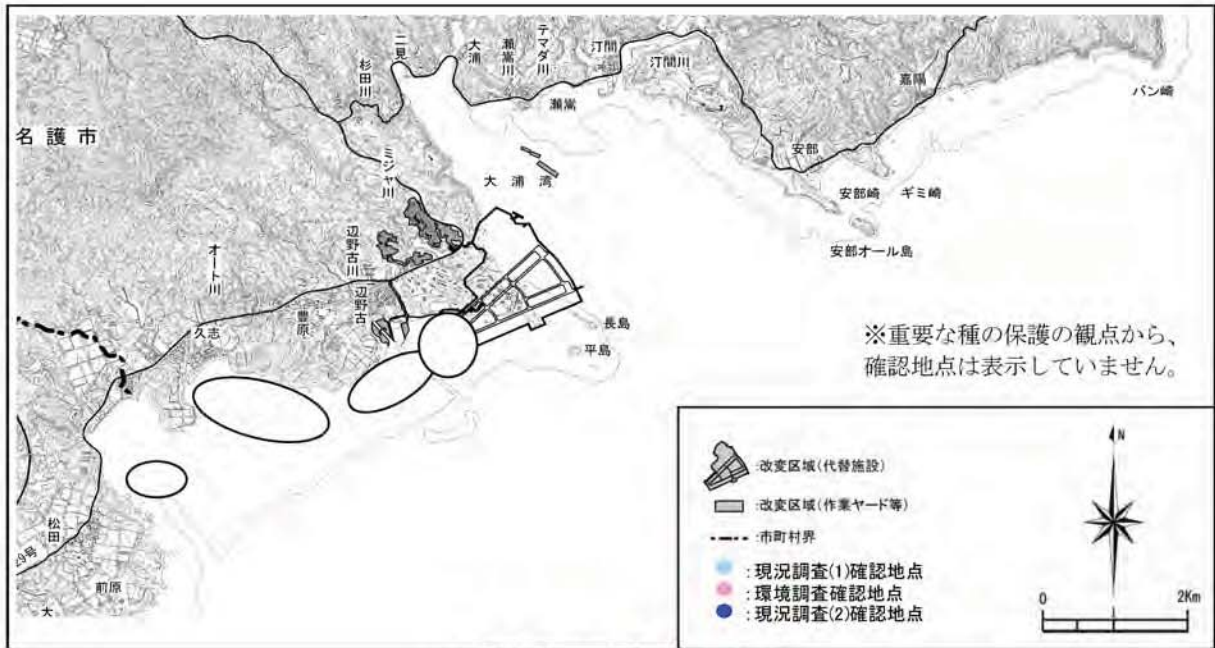 名護市
杉田川
二見
大浦
瀬嵩川
テマダ川
汀間
汀間川
瀬嵩
嘉陽
バン崎
安部
安部崎
ギミ崎
安部オール島
大浦湾
ミジャ川
辺野古川
辺野古
オート川
豊原
久志
長島
平島
※重要な種の保護の観点から、
確認地点は表示していません。
松田
29号
前原
大
:改変区域(代替施設)
:改変区域(作業ヤード等)
:市町村界
:現況調査(1)確認地点
:環境調査確認地点
:現況調査(2)確認地点
N
0 2Km